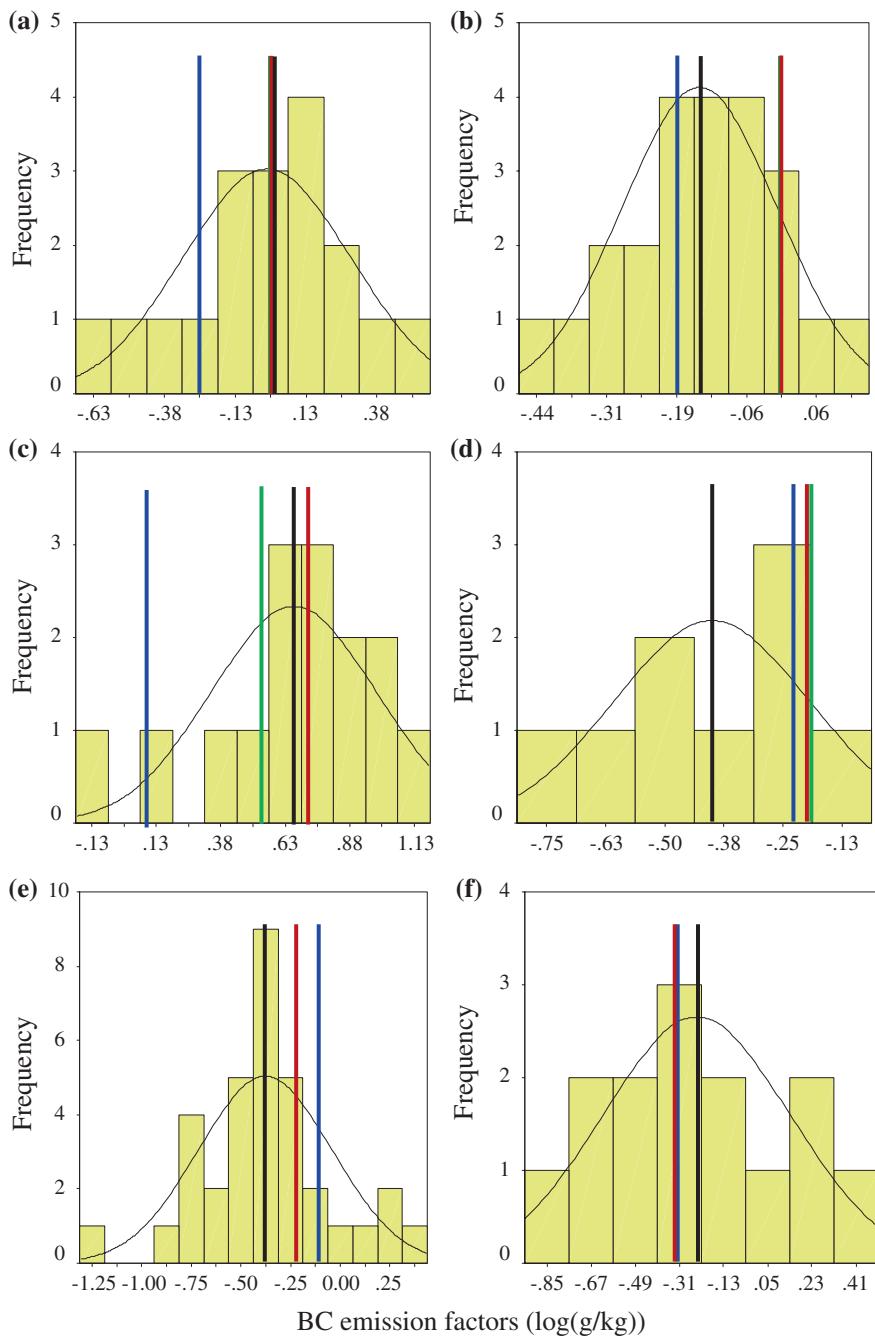 (a)
5
4
3
2
1
0
Frequency
-.63 -.38 -.13 .13 .38
(b)
5
4
3
2
1
0
Frequency
-.44 -.31 -.19 -.06 .06
(c)
4
3
2
1
0
Frequency
-.13 .13 .38 .63 .88 1.13
(d)
4
3
2
1
0
Frequency
-.75 -.63 -.50 -.38 -.25 -.13
(e)
10
8
6
4
2
0
Frequency
-1.25 -1.00 -.75 -.50 -.25 0.00 .25
(f)
4
3
2
1
0
Frequency
-.85 -.67 -.49 -.31 -.13 .05 .23 .41
BC emission factors (log(g/kg))